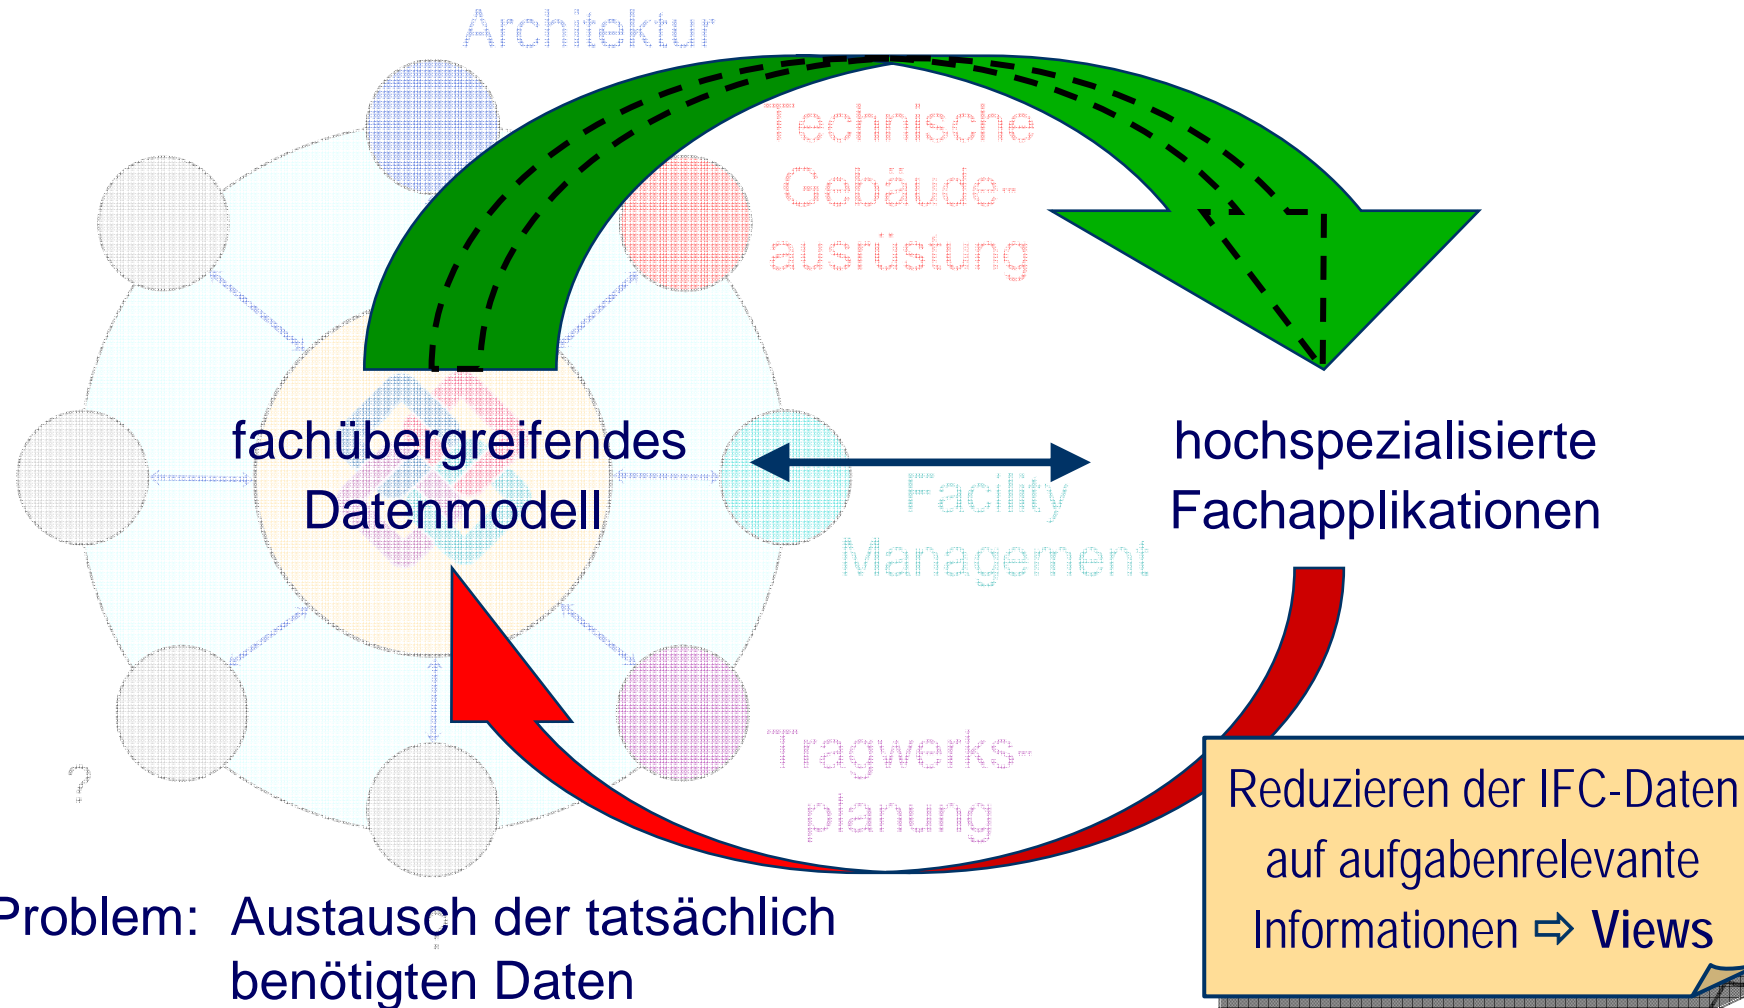 Architektur
Technische
Gebäude-
ausrüstung
fachübergreifendes
Datenmodell
hochspezialisierte
Fachapplikationen
Facility
Management
Tragwerks-
planung
?
?
Reduzieren der IFC-Daten
auf aufgabenrelevante
Informationen ⇨ Views
Problem: Austausch der tatsächlich
benötigten Daten